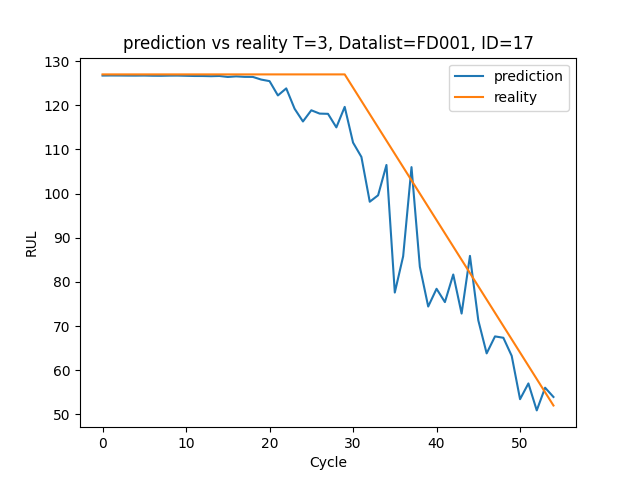 prediction vs reality T=3, Datalist=FD001, ID=17
prediction
reality
RUL
130
120
110
100
90
80
70
60
50
0 10 20 30 40 50
Cycle